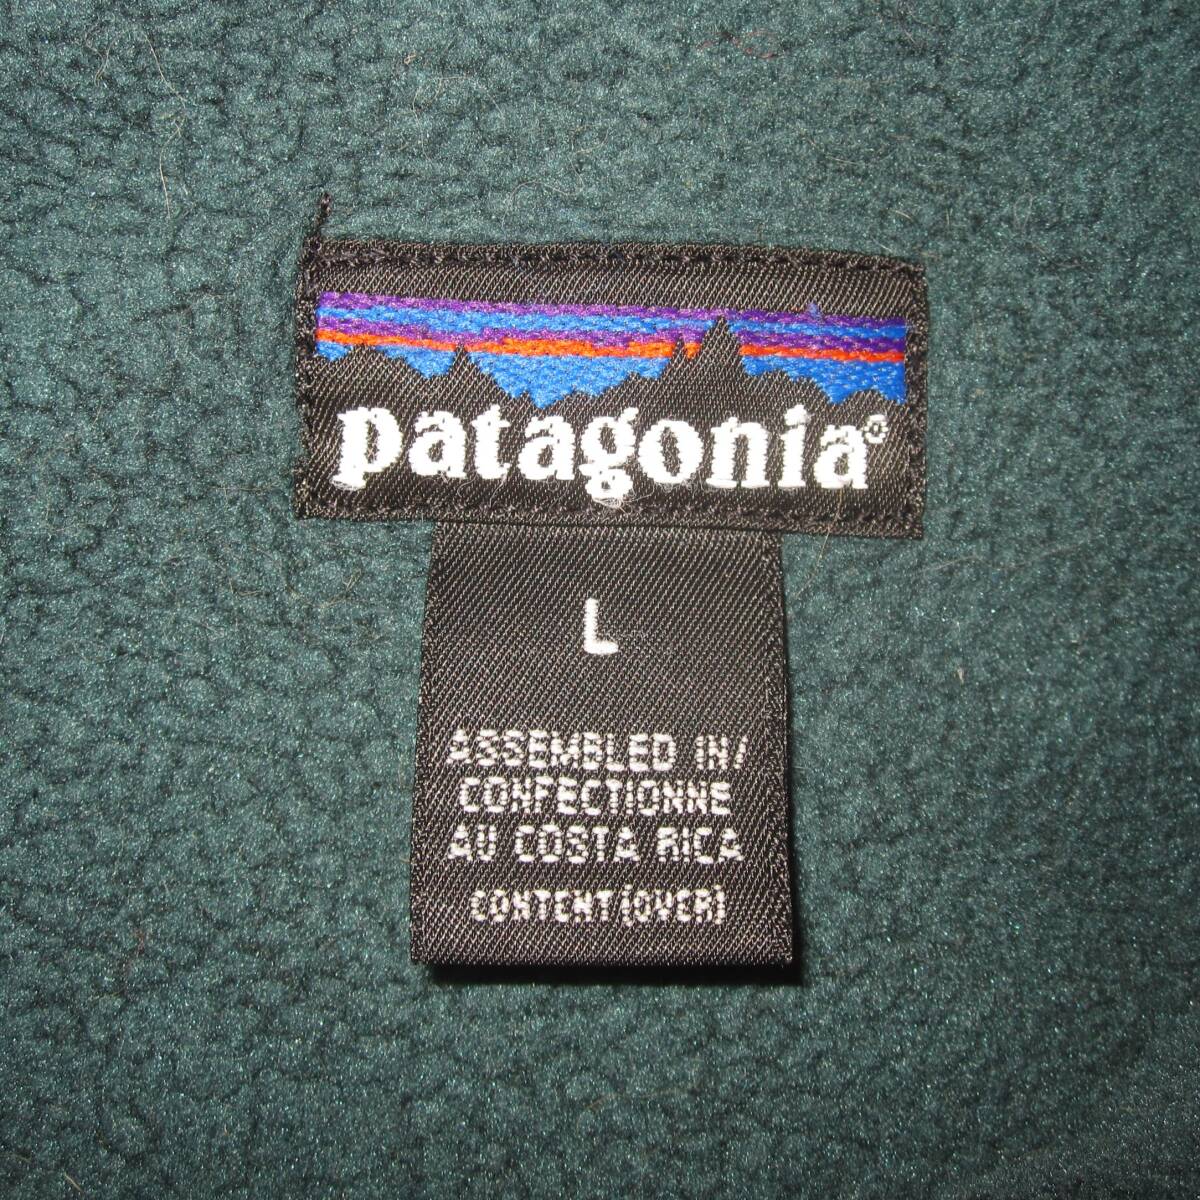 patagonia®
L
ASSEMBLED IN/
CONFECTIONNE
AU COSTA RICA
CONTENT(OVER)